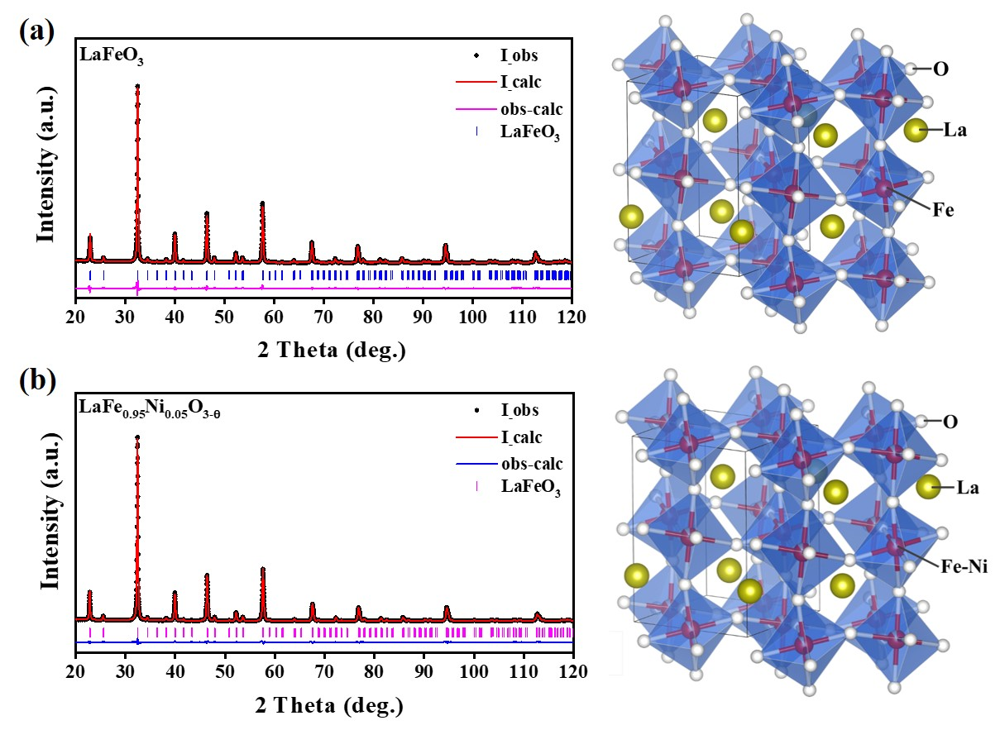 (a)
LaFeO3
I_obs
I_calc
obs-calc
LaFeO3
Intensity (a.u.)
20 30 40 50 60 70 80 90 100 110 120
2 Theta (deg.)
O
La
Fe
(b)
LaFe0.95Ni0.05O3-θ
I_obs
I_calc
obs-calc
LaFeO3
Intensity (a.u.)
20 30 40 50 60 70 80 90 100 110 120
2 Theta (deg.)
O
La
Fe-Ni